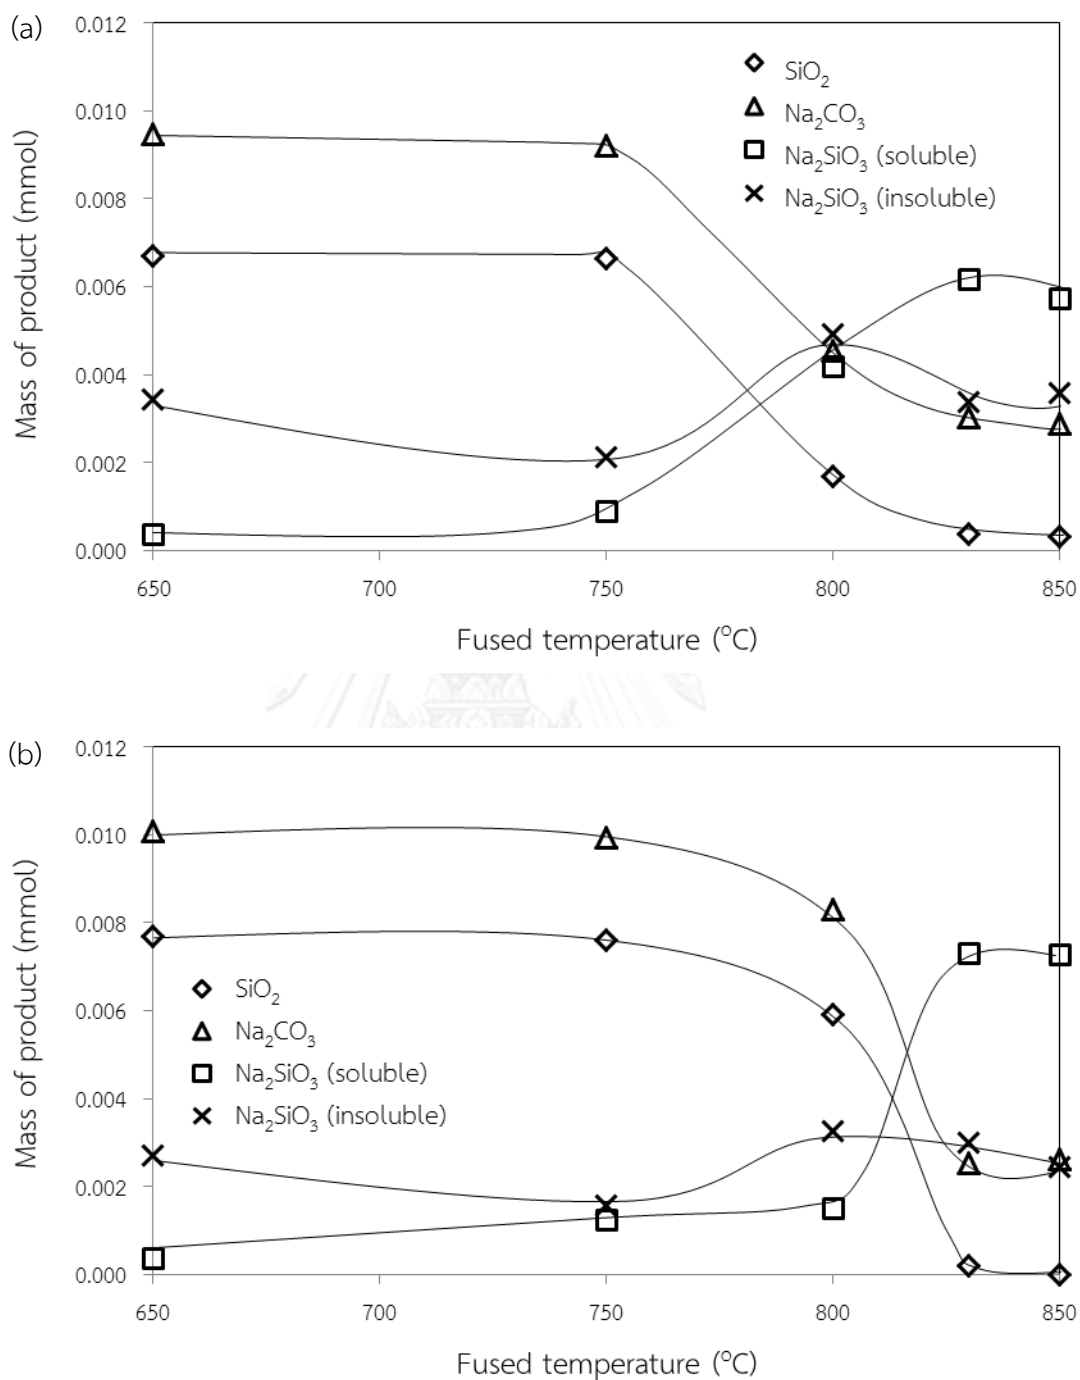 (a)
0.012
0.010
0.008
0.006
0.004
0.002
0.000
Mass of product (mmol)
SiO₂
Na₂CO₃
Na₂SiO₃ (soluble)
Na₂SiO₃ (insoluble)
650 700 750 800 850
Fused temperature (°C)
(b)
0.012
0.010
0.008
0.006
0.004
0.002
0.000
Mass of product (mmol)
SiO₂
Na₂CO₃
Na₂SiO₃ (soluble)
Na₂SiO₃ (insoluble)
650 700 750 800 850
Fused temperature (°C)